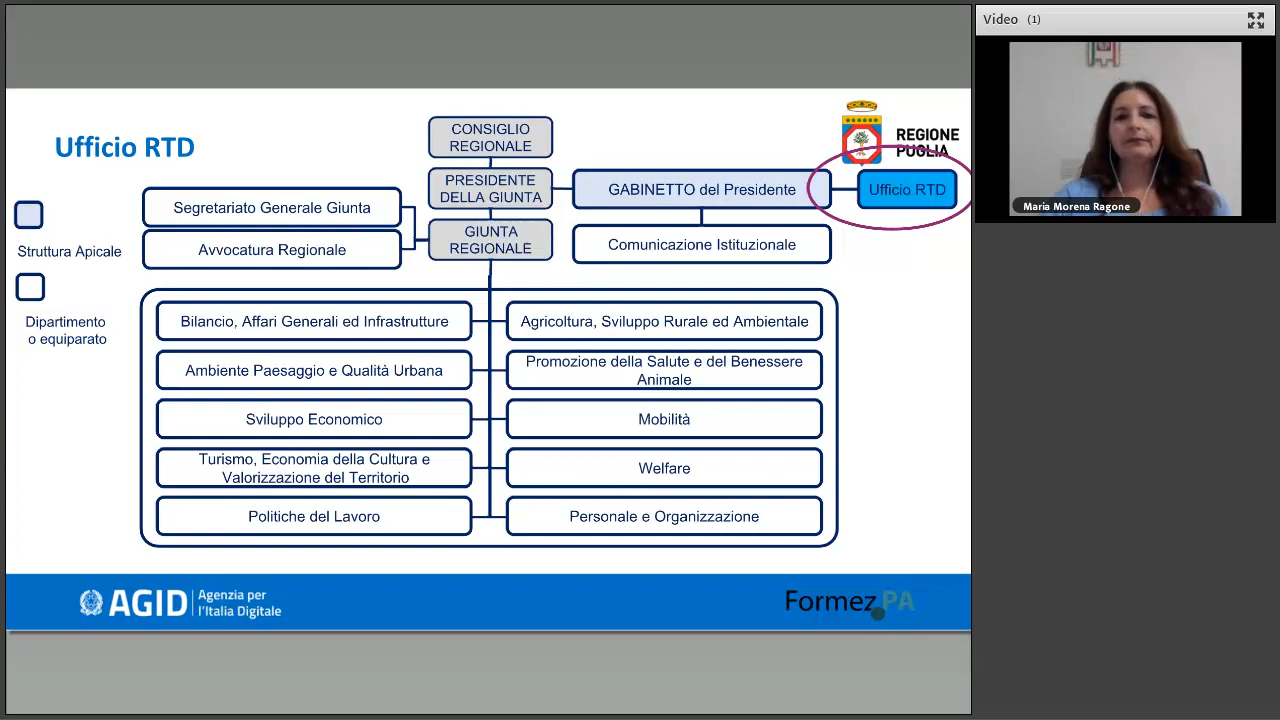 Video (1)
Maria Morena Ragone
Ufficio RTD
CONSIGLIO
REGIONALE
REGIONE
PUGLIA
PRESIDENTE
DELLA GIUNTA
GABINETTO del Presidente
Ufficio RTD
Segretariato Generale Giunta
Avvocatura Regionale
GIUNTA
REGIONALE
Comunicazione Istituzionale
Struttura Apicale
Dipartimento
o equiparato
Bilancio, Affari Generali ed Infrastrutture
Agricoltura, Sviluppo Rurale ed Ambientale
Ambiente Paesaggio e Qualità Urbana
Promozione della Salute e del Benessere
Animale
Sviluppo Economico
Mobilità
Turismo, Economia della Cultura e
Valorizzazione del Territorio
Welfare
Politiche del Lavoro
Personale e Organizzazione
AGID
Agenzia per
l'Italia Digitale
Formez PA